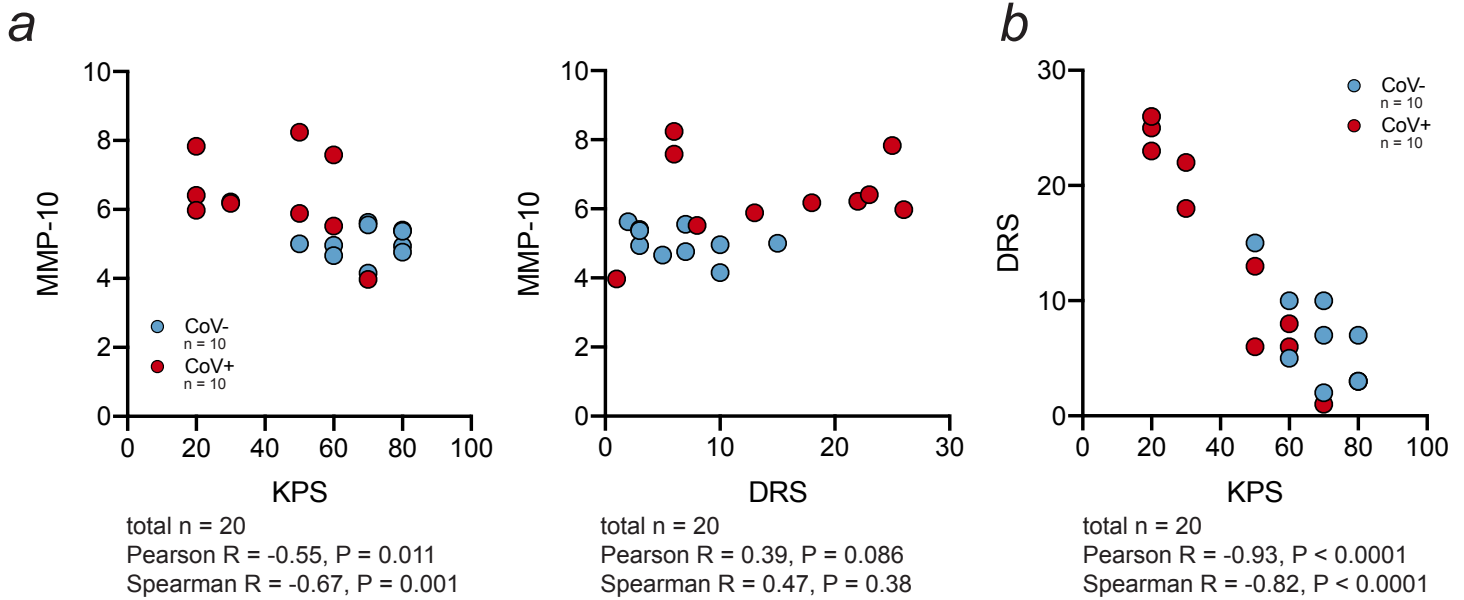 a
10
8
6
4
2
0
MMP-10
0 20 40 60 80 100
KPS
CoV-
n = 10
CoV+
n = 10
total n = 20
Pearson R = -0.55, P = 0.011
Spearman R = -0.67, P = 0.001
10
8
6
4
2
0
MMP-10
0 10 20 30
DRS
total n = 20
Pearson R = 0.39, P = 0.086
Spearman R = 0.47, P = 0.38
b
30
20
10
0
DRS
0 20 40 60 80 100
KPS
CoV-
n = 10
CoV+
n = 10
total n = 20
Pearson R = -0.93, P < 0.0001
Spearman R = -0.82, P < 0.0001